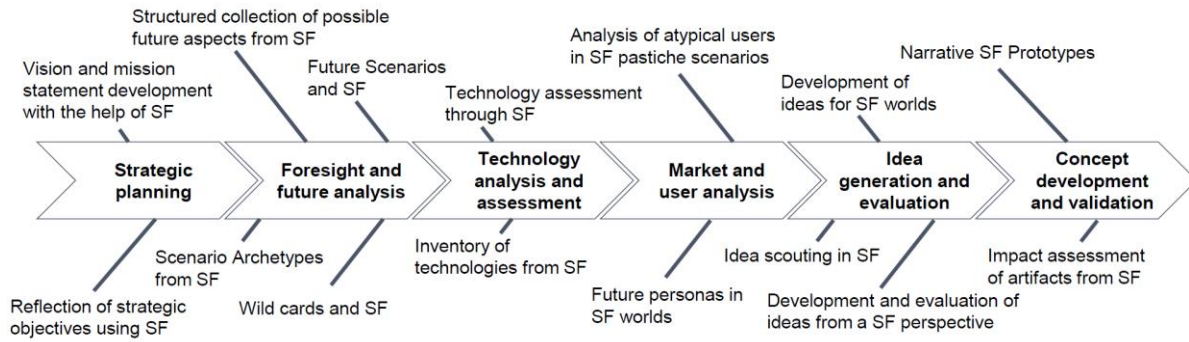 Structured collection of possible
future aspects from SF
Vision and mission
statement development
with the help of SF
Future Scenarios
and SF
Technology assessment
through SF
Analysis of atypical users
in SF pastiche scenarios
Development of
ideas for SF worlds
Narrative SF Prototypes
Strategic
planning
Foresight and
future analysis
Technology
analysis and
assessment
Market and
user analysis
Idea
generation and
evaluation
Concept
development
and validation
Reflection of strategic
objectives using SF
Scenario Archetypes
from SF
Wild cards and SF
Inventory of
technologies from SF
Future personas in
SF worlds
Idea scouting in SF
Development and evaluation of
ideas from a SF perspective
Impact assessment
of artifacts from SF